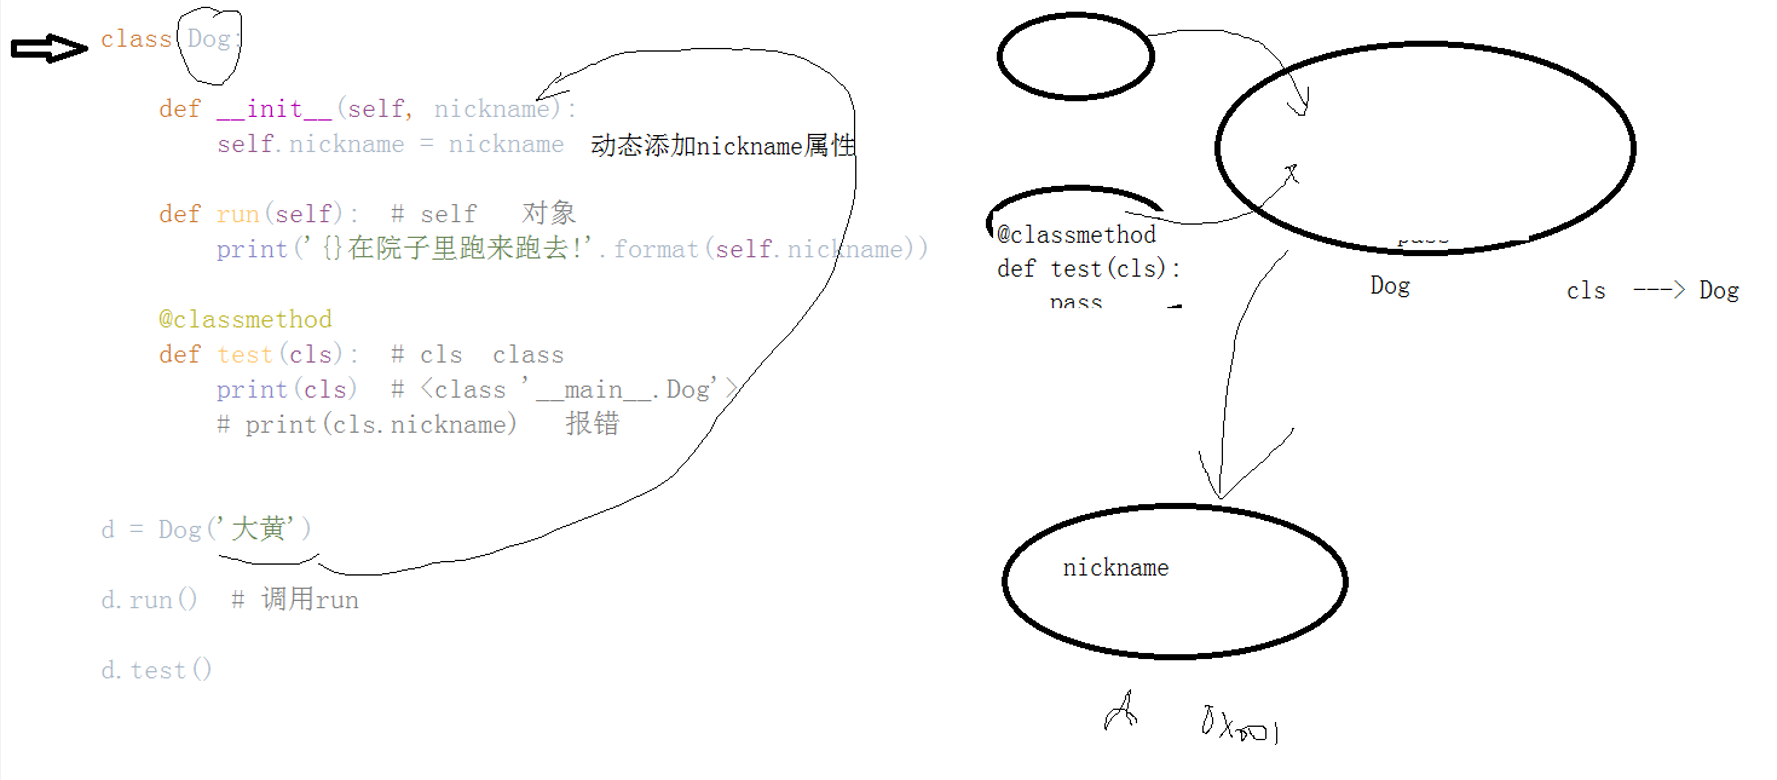 class Dog:
def __init__(self, nickname):
self.nickname = nickname 动态添加nickname属性
def run(self): # self 对象
print('{}在院子里跑来跑去!'.format(self.nickname))
@classmethod
def test(cls): # cls class
print(cls) # <class '__main__.Dog'>
# print(cls.nickname) 报错
d = Dog('大黄')
d.run() # 调用run
d.test()
@classmethod
def test(cls):
pass
pass
Dog
cls ---> Dog
nickname
0x001